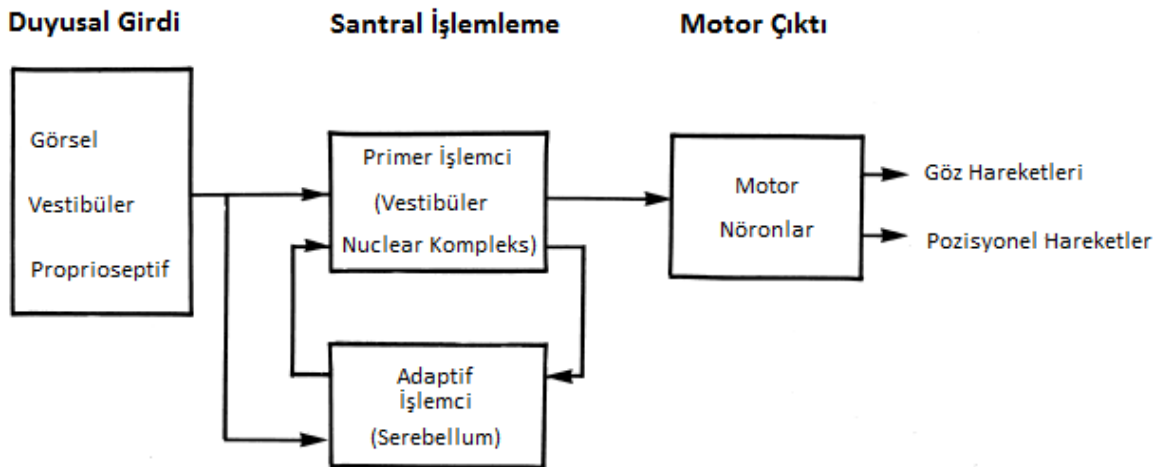 Duyusal Girdi
Santral İşlemleme
Motor Çıktı
Görsel
Vestibüler
Proprioseptif
Primer İşlemci
(Vestibüler
Nuclear Kompleks)
Adaptif
İşlemci
(Serebellum)
Motor
Nöronlar
Göz Hareketleri
Pozisyonel Hareketler